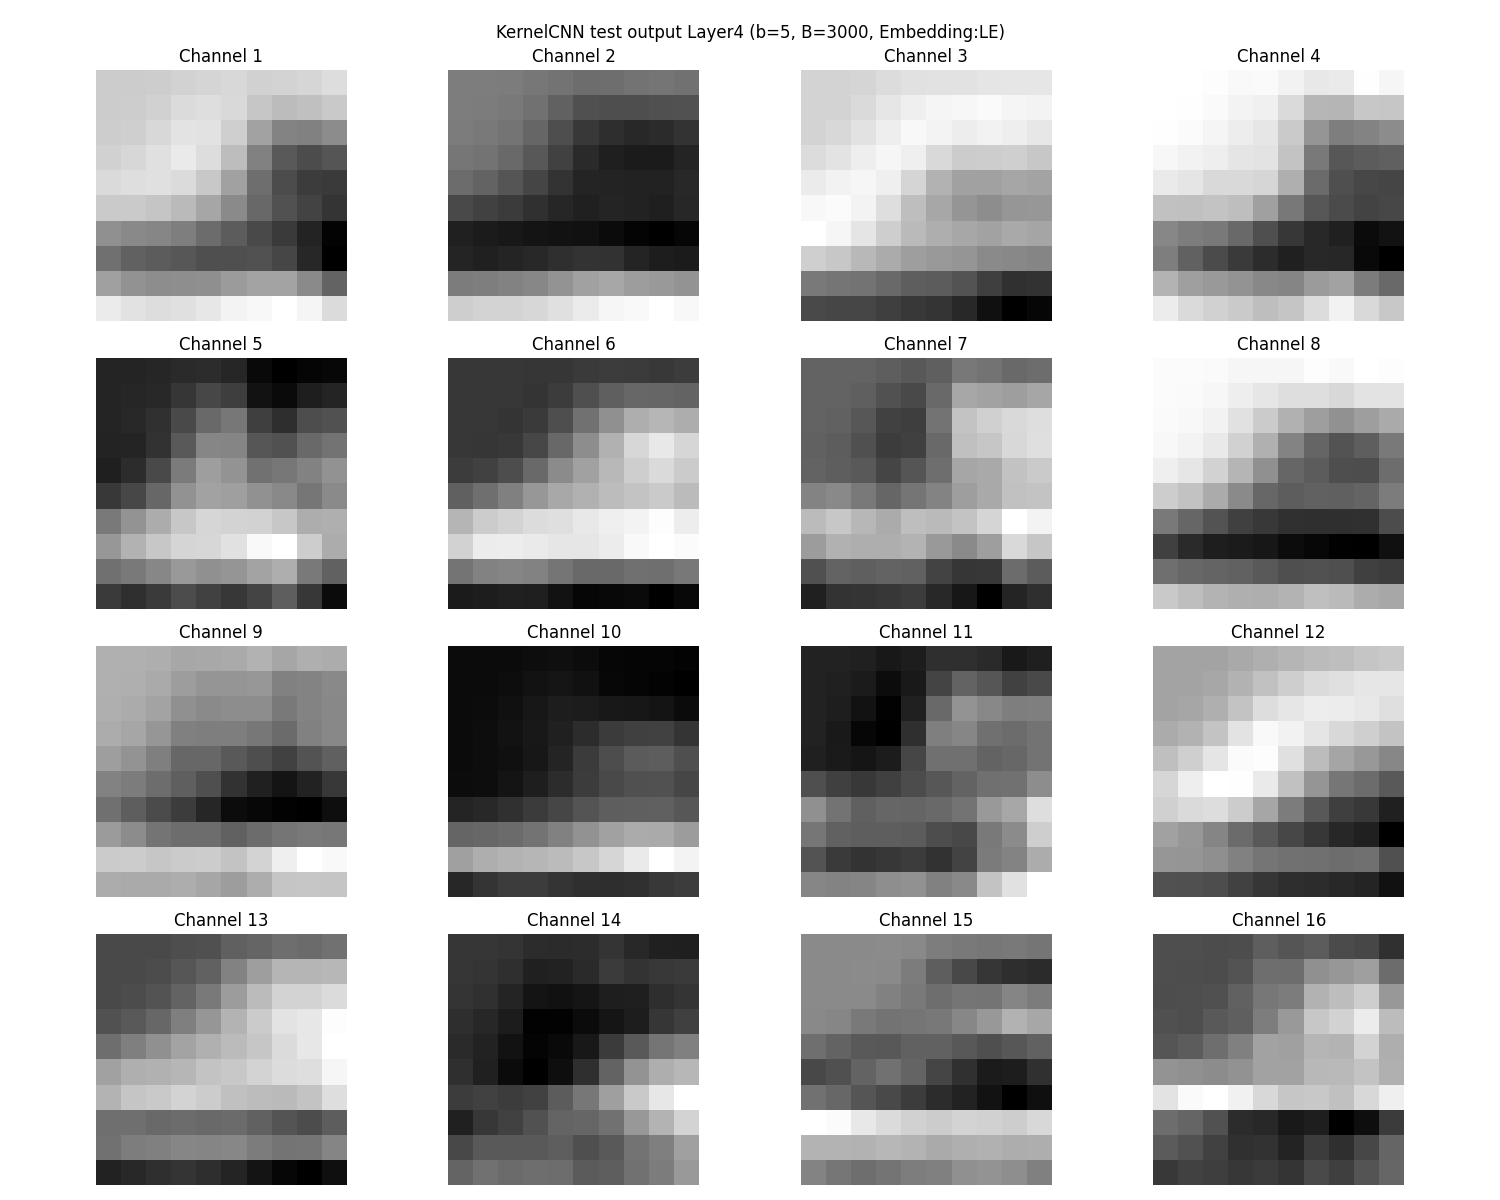 KernelCNN test output Layer4 (b=5, B=3000, Embedding:LE)
Channel 1
Channel 2
Channel 3
Channel 4
Channel 5
Channel 6
Channel 7
Channel 8
Channel 9
Channel 10
Channel 11
Channel 12
Channel 13
Channel 14
Channel 15
Channel 16